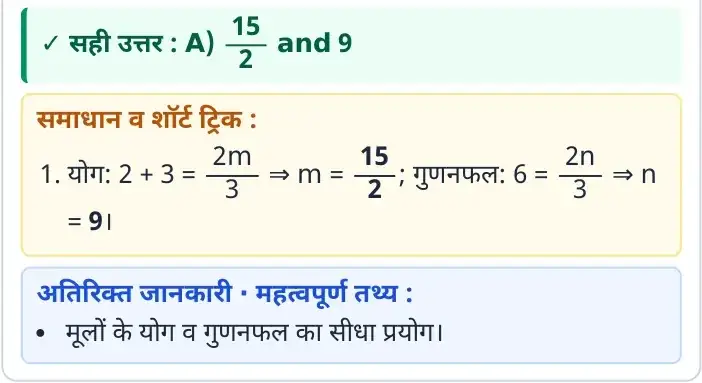 ✓ सही उत्तर : A) 15/2 and 9
समाधान व शॉर्ट ट्रिक :
1. योग: 2 + 3 = 2m/3 ⇒ m = 15/2; गुणनफल: 6 = 2n/3 ⇒ n
= 9।
अतिरिक्त जानकारी · महत्वपूर्ण तथ्य :
• मूलों के योग व गुणनफल का सीधा प्रयोग।